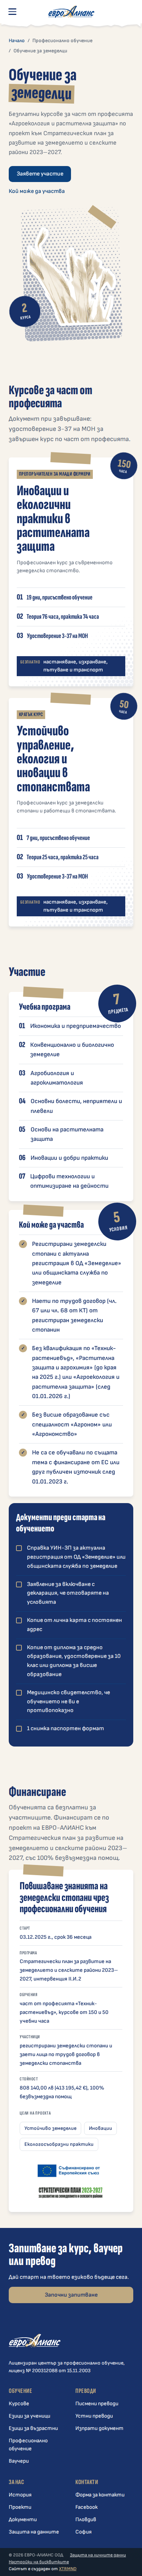 ЕВРО АЛИАНС
Начало / Професионално обучение
/ Обучение за земеделци
Обучение за
земеделци
Безплатни курсове за част от професията
«Агроекология и растителна защита» по
проект към Стратегическия план за
развитие на земеделието и селските
райони 2023–2027.
Заявете участие
Кой може да участва
2
КУРСА
Курсове за част от
професията
Документ при завършване:
удостоверение 3-37 на МОН за
завършен курс по част от професията.
150
ЧАСА
ПРЕПОРЪЧИТЕЛЕН ЗА МЛАДИ ФЕРМЕРИ
Иновации и
екологични
практики в
растителната
защита
Професионален курс за съвременното
земеделско стопанство.
01 19 дни, присъствено обучение
02 Теория 76 часа, практика 74 часа
03 Удостоверение 3-37 на МОН
БЕЗПЛАТНИ настаняване, изхранване,
пътуване и транспорт
50
ЧАСА
КРАТЪК КУРС
Устойчиво
управление,
екология и
иновации в
стопанствата
Професионален курс за земеделски
стопани и работещи в стопанствата.
01 7 дни, присъствено обучение
02 Теория 25 часа, практика 25 часа
03 Удостоверение 3-37 на МОН
БЕЗПЛАТНИ настаняване, изхранване,
пътуване и транспорт
Участие
7
ПРЕДМЕТА
Учебна програма
01 Икономика и предприемачество
02 Конвенционално и биологично
земеделие
03 Агробиология и
агроклиматология
04 Основни болести, неприятели и
плевели
05 Основи на растителната
защита
06 Иновации и добри практики
07 Цифрови технологии и
оптимизиране на дейности
5
УСЛОВИЯ
Кой може да участва
Регистрирани земеделски
стопани с актуална
регистрация в ОД «Земеделие»
или общинската служба по
земеделие
Наети по трудов договор (чл.
67 или чл. 68 от КТ) от
регистриран земеделски
стопанин
Без квалификация по «Техник-
растениевъд», «Растителна
защита и агрохимия» (до края
на 2025 г.) или «Агроекология и
растителна защита» (след
01.01.2026 г.)
Без висше образование със
специалност «Агроном» или
«Агрономство»
Не са се обучавали по същата
тема с финансиране от ЕС или
друг публичен източник след
01.01.2023 г.
Документи преди старта на
обучението
Справка УИН-ЗП за актуална
регистрация от ОД «Земеделие» или
общинската служба по земеделие
Заявление за включване с
декларация, че отговаряте на
условията
Копие от лична карта с постоянен
адрес
Копие от диплома за средно
образование, удостоверения за 10
клас или диплома за висше
образование
Медицинско свидетелство, че
обучението не ви е
противопоказно
1 снимка паспортен формат
Финансиране
Обученията са безплатни за
участниците. Финансират се по
проект на ЕВРО-АЛИАНС към
Стратегическия план за развитие на
земеделието и селските райони 2023–
2027, със 100% безвъзмездна помощ.
Повишаване знанията на
земеделски стопани чрез
професионални обучения
СТАРТ
03.12.2025 г., срок 36 месеца
ПРОГРАМА
Стратегически план за развитие на
земеделието и селските райони 2023–
2027, интервенция II.И.2
ОБУЧЕНИЯ
част от професията «Техник-
растениевъд», курсове от 150 и 50
учебни часа
УЧАСТНИЦИ
регистрирани земеделски стопани и
заети лица по трудов договор в
земеделски стопанства
СТОЙНОСТ
808 140,00 лв (413 195,42 €), 100%
безвъзмездна помощ
ЦЕЛИ НА ПРОЕКТА
Устойчиво земеделие
Иновации
Екологосъобразни практики
Съфинансирано от
Европейския съюз
СТРАТЕГИЧЕСКИ ПЛАН 2023-2027
Запитване за курс, ваучер
или превод
Дай старт на твоето езиково бъдеще сега.
Започни запитване
ЕВРО АЛИАНС
Лицензиран център за професионално обучение,
лиценз № 200312088 от 15.11.2003
ОБУЧЕНИЕ
Курсове
Езици за ученици
Езици за възрастни
Професионално
обучение
Ваучери
ПРЕВОДИ
Писмени преводи
Устни преводи
Изпрати документ
ЗА НАС
История
Проекти
Документи
Защита на данните
КОНТАКТИ
Форма за контакти
Facebook
Пловдив
София
© 2026 ЕВРО-АЛИАНС ООД Защита на личните данни
Настройки на бисквитките
Сайтът е създаден от XTRMND